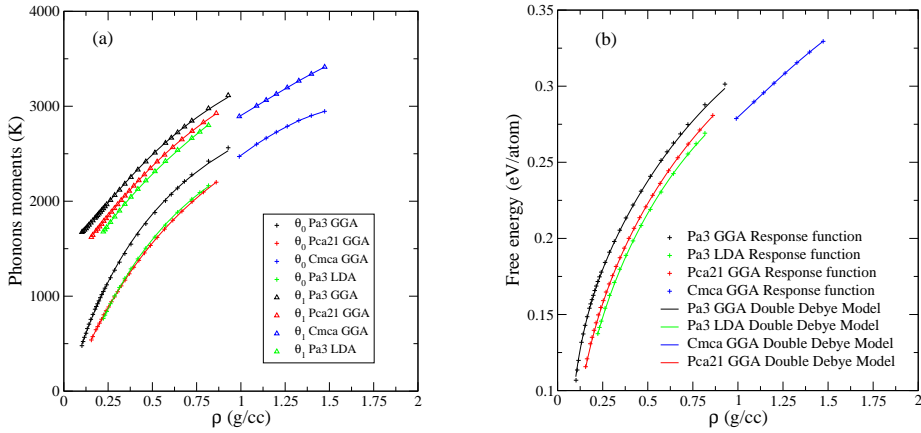 (a)
Phonons moments (K)
4000
3000
2000
1000
0
0
0.25
0.5
0.75
1
1.25
1.5
1.75
2
ρ (g/cc)
θ0 Pa3 GGA
θ0 Pca21 GGA
θ0 Cmca GGA
θ0 Pa3 LDA
θ1 Pa3 GGA
θ1 Pca21 GGA
θ1 Cmca GGA
θ1 Pa3 LDA
(b)
Free energy (eV/atom)
0.35
0.3
0.25
0.2
0.15
0.1
0
0.25
0.5
0.75
1
1.25
1.5
1.75
2
ρ (g/cc)
Pa3 GGA Response function
Pa3 LDA Response function
Pca21 GGA Response function
Cmca GGA Response function
Pa3 GGA Double Debye Model
Pa3 LDA Double Debye Model
Cmca GGA Double Debye Model
Pca21 GGA Double Debye Model